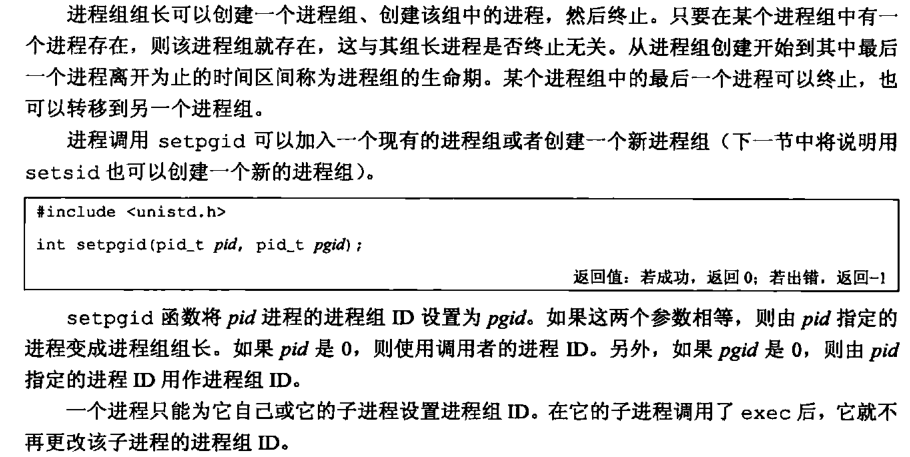 进程组组长可以创建一个进程组、创建该组中的进程，然后终止。只要在某个进程组中有一
个进程存在，则该进程组就存在，这与其组长进程是否终止无关。从进程组创建开始到其中最后
一个进程离开为止的时间区间称为进程组的生命期。某个进程组中的最后一个进程可以终止，也
可以转移到另一个进程组。
进程调用 setpgid 可以加入一个现有的进程组或者创建一个新进程组（下一节中将说明用
setsid 也可以创建一个新的进程组）。
#include <unistd.h>
int setpgid(pid_t pid, pid_t pgid);
返回值：若成功，返回 0；若出错，返回-1
setpgid 函数将 pid 进程的进程组 ID 设置为 pgid。如果这两个参数相等，则由 pid 指定的
进程变成进程组组长。如果 pid 是 0，则使用调用者的进程 ID。另外，如果 pgid 是 0，则由 pid
指定的进程 ID 用作进程组 ID。
一个进程只能为它自己或它的子进程设置进程组 ID。在它的子进程调用了 exec 后，它就不
再更改该子进程的进程组 ID。